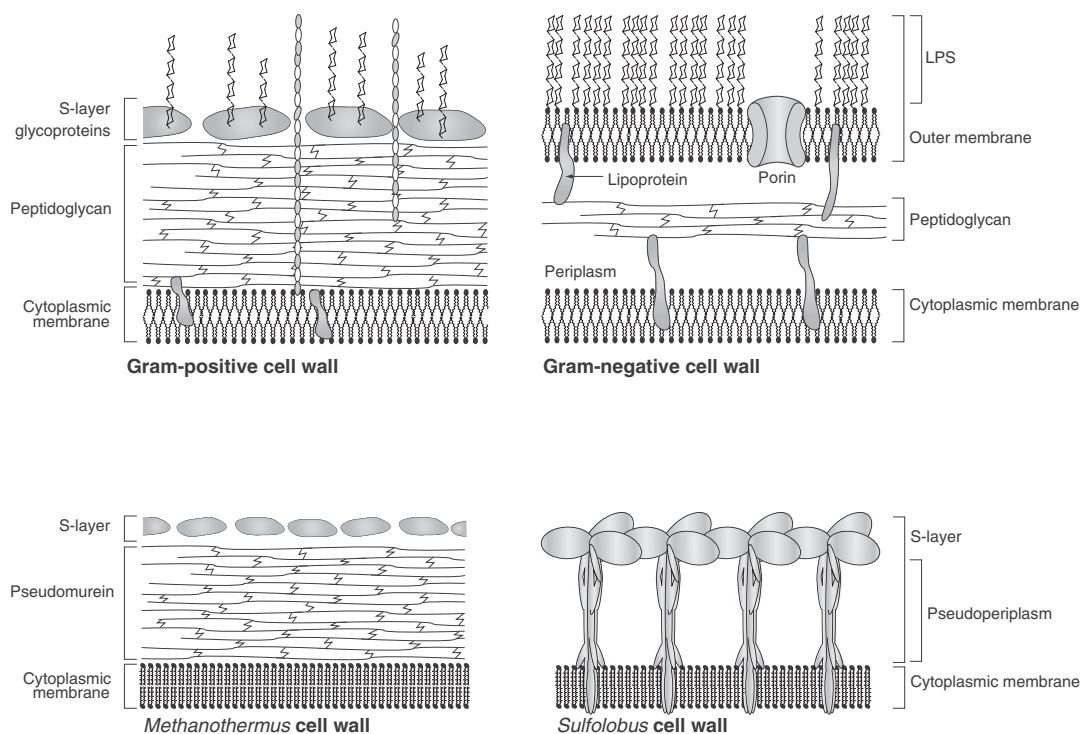 S-layer
glycoproteins
Peptidoglycan
Cytoplasmic
membrane
Gram-positive cell wall
LPS
Outer membrane
Lipoprotein
Porin
Peptidoglycan
Periplasm
Cytoplasmic membrane
Gram-negative cell wall
S-layer
Pseudomurein
Cytoplasmic
membrane
Methanothermus cell wall
S-layer
Pseudoperiplasm
Cytoplasmic membrane
Sulfolobus cell wall